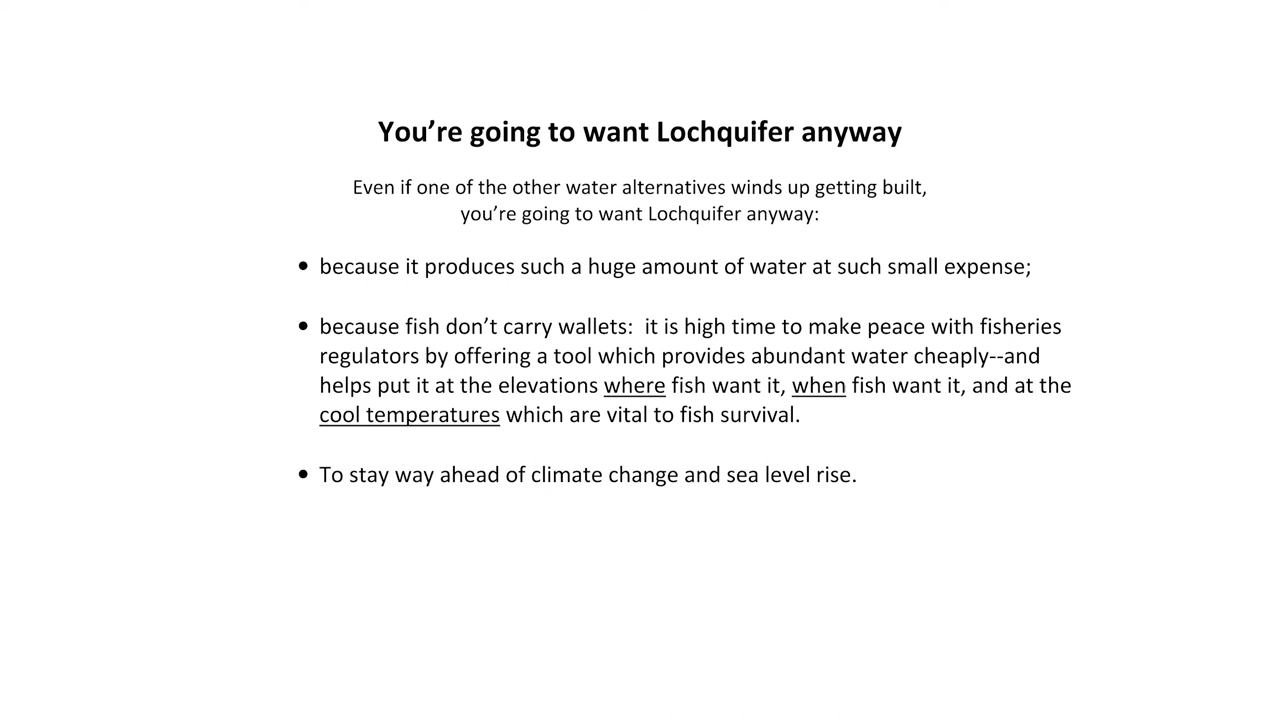 You’re going to want Lochquifer anyway
Even if one of the other water alternatives winds up getting built,
you’re going to want Lochquifer anyway:
• because it produces such a huge amount of water at such small expense;
• because fish don’t carry wallets:  it is high time to make peace with fisheries
regulators by offering a tool which provides abundant water cheaply--and
helps put it at the elevations where fish want it, when fish want it, and at the
cool temperatures which are vital to fish survival.
• To stay way ahead of climate change and sea level rise.